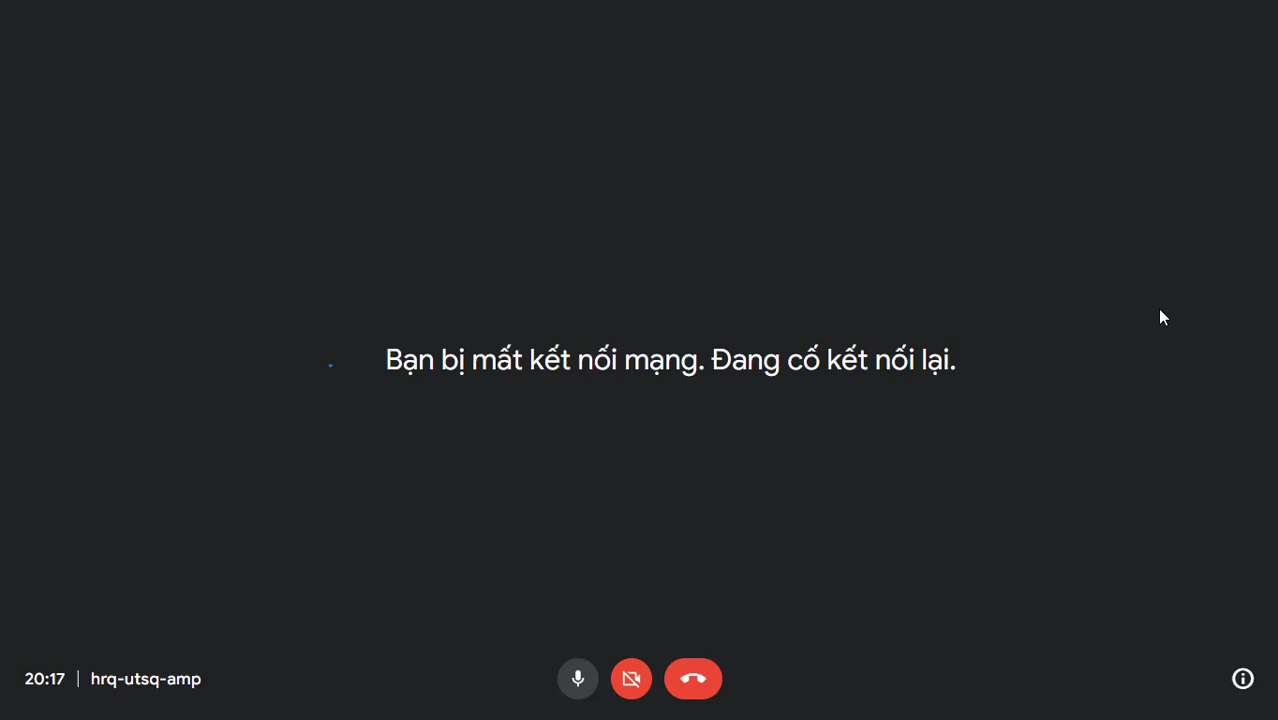 Bạn bị mất kết nối mạng. Đang cố kết nối lại.
20:17 | hrq-utsq-amp